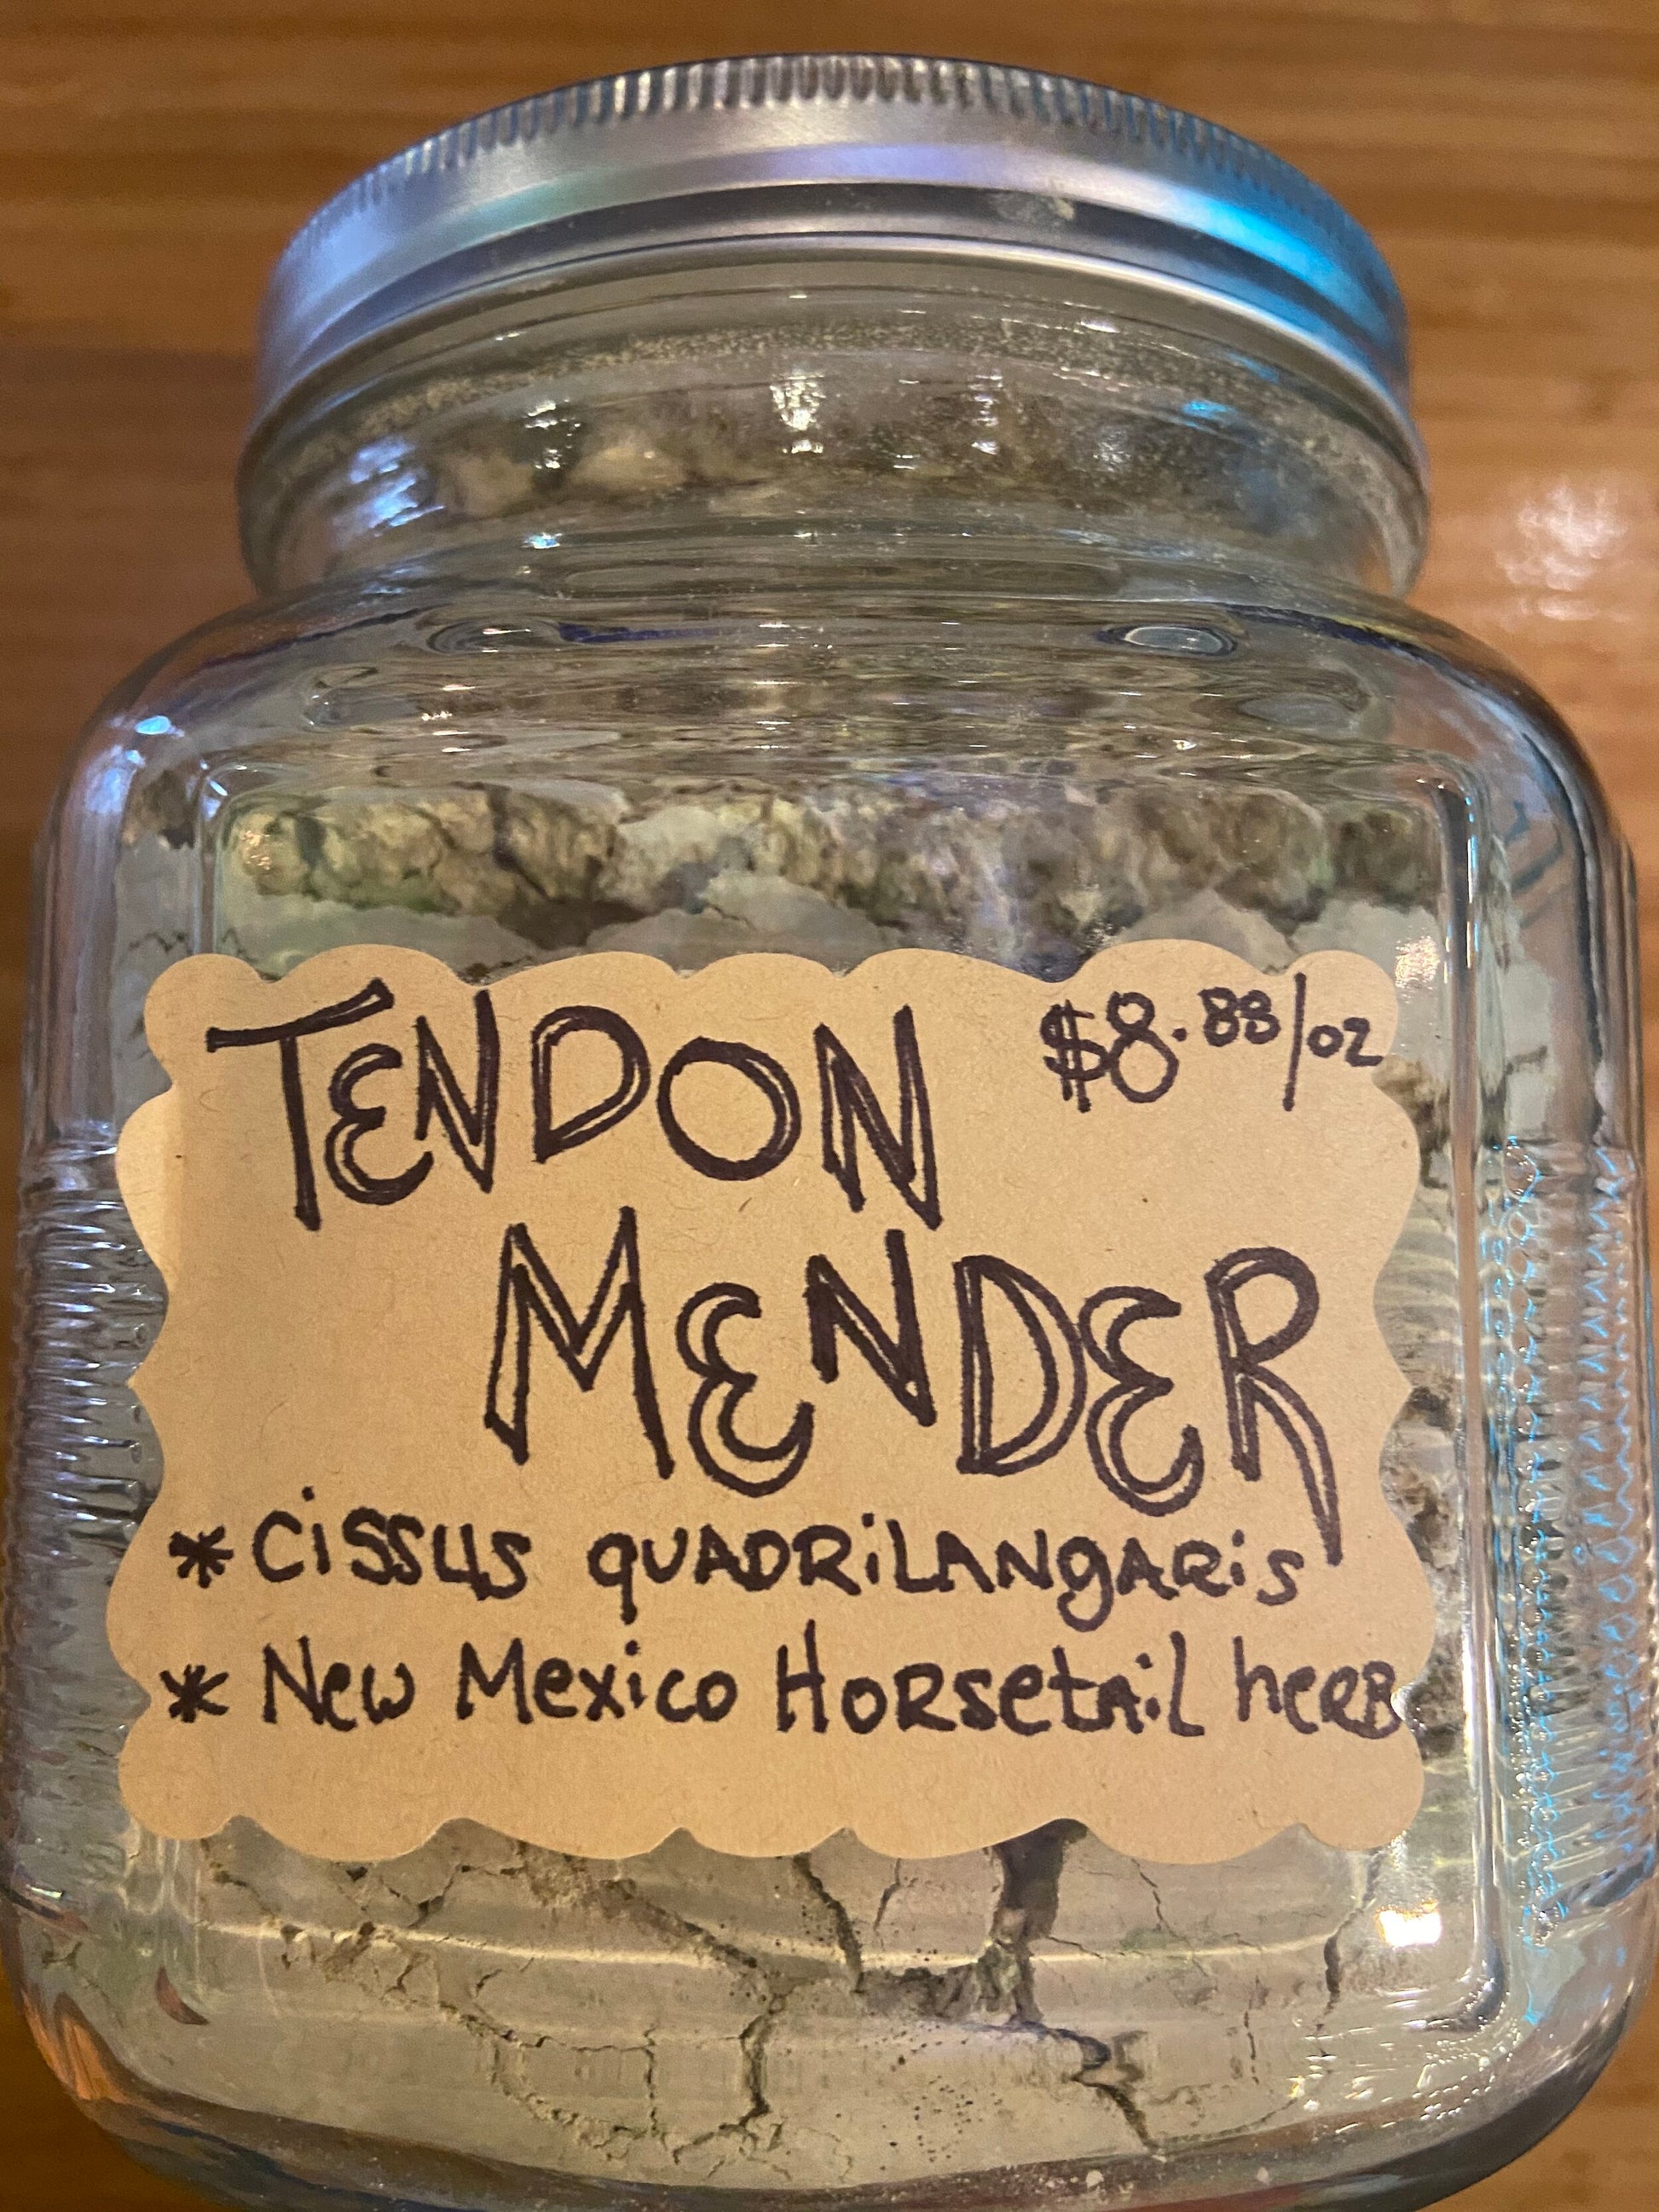 TENDON $8.88/oz
MENDER
* Cissus quadrilangaris
* New Mexico Horsetail herb